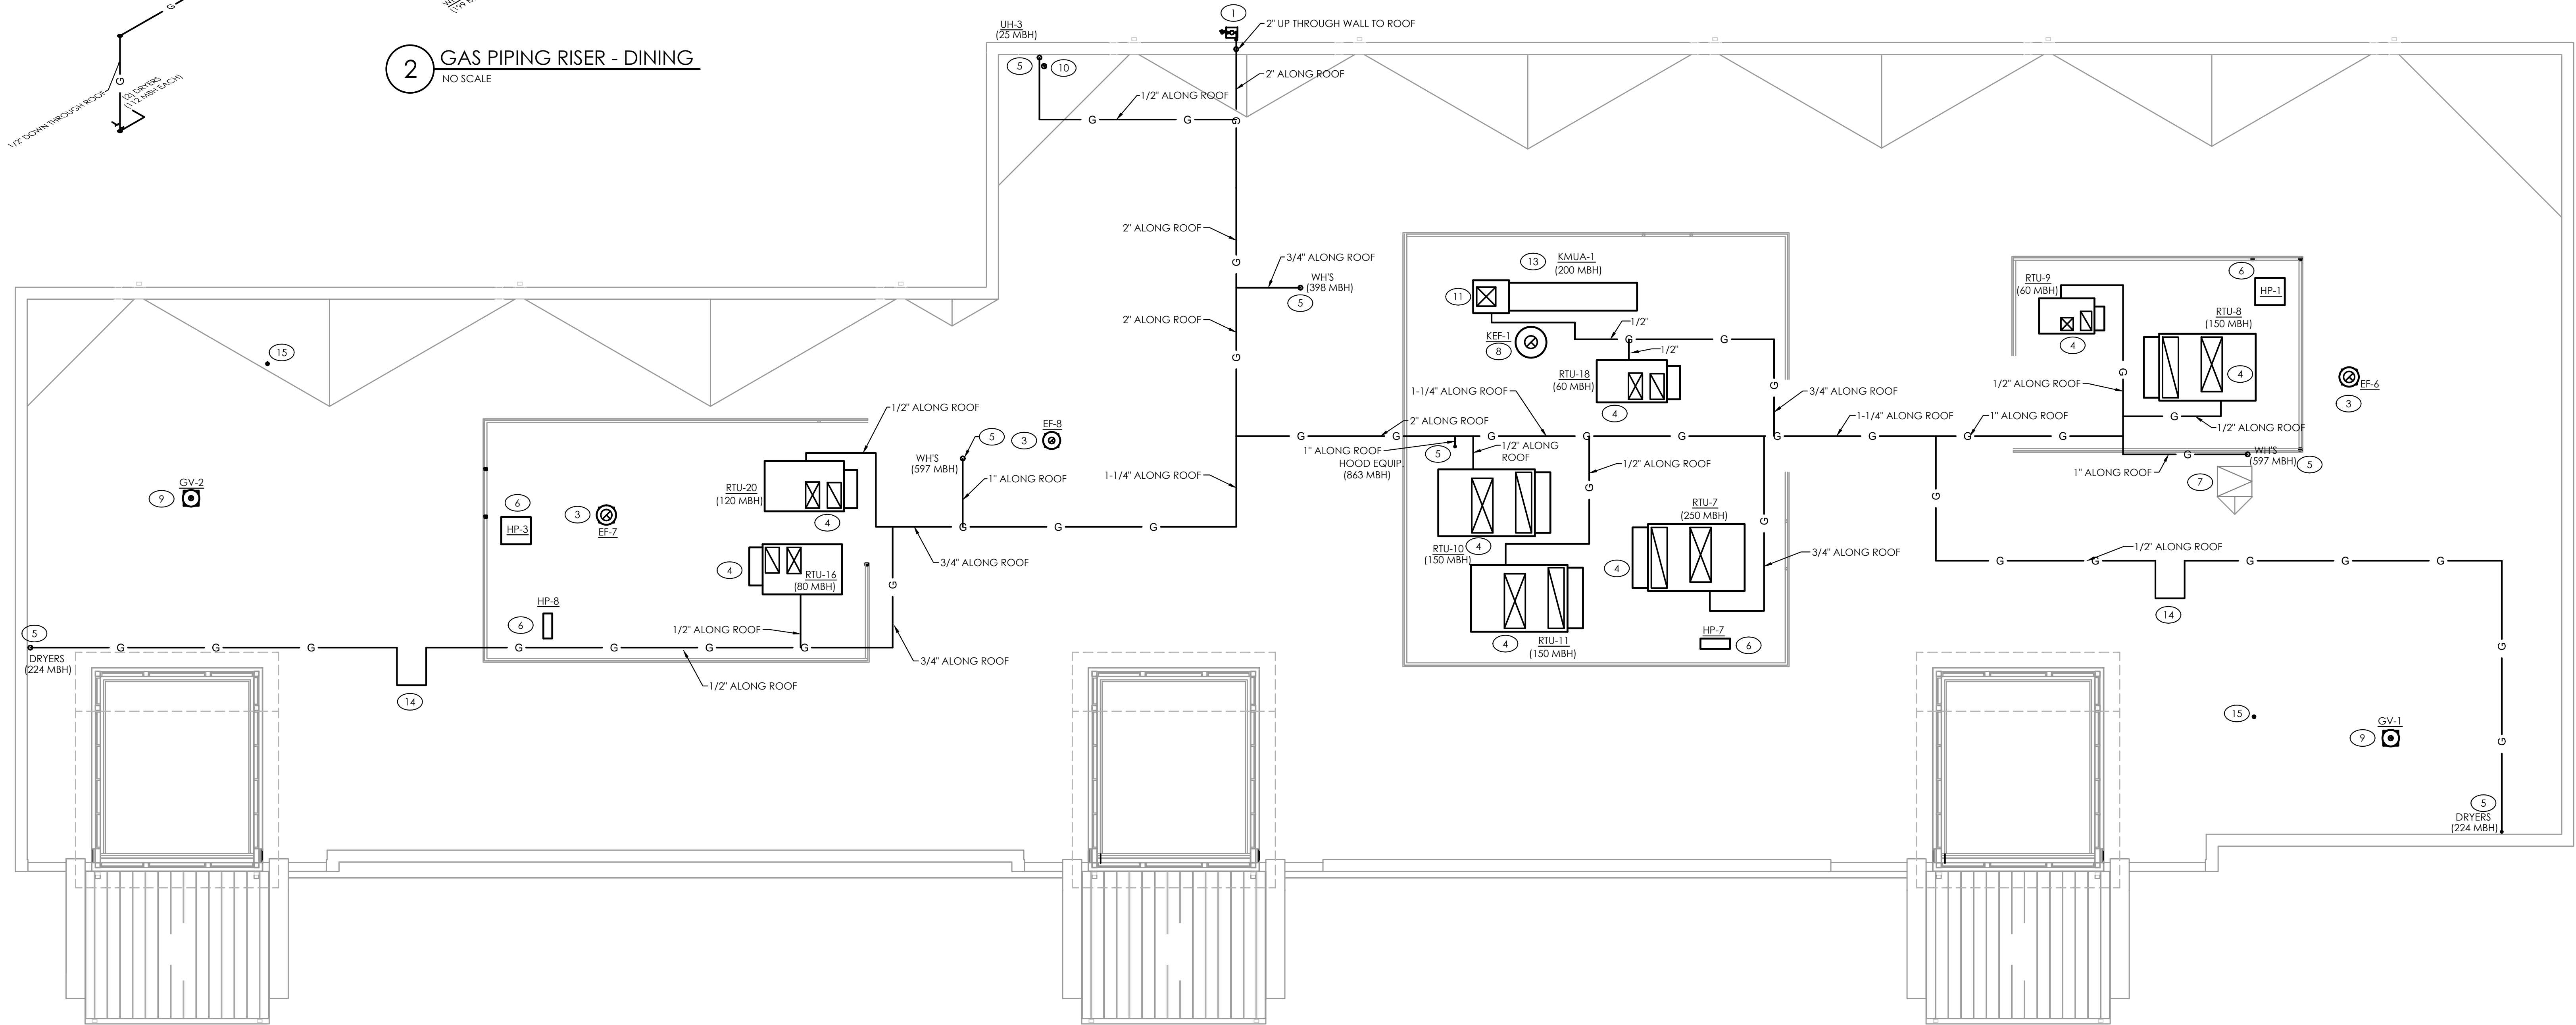 G
W
(199 M
G
1/2" DOWN THROUGH ROOF
(2) DRYERS
(112 MBH EACH)
2
GAS PIPING RISER - DINING
NO SCALE
UH-3
(25 MBH)
1
2" UP THROUGH WALL TO ROOF
5
10
2" ALONG ROOF
1/2" ALONG ROOF
G
G
G
2" ALONG ROOF
G
3/4" ALONG ROOF
WH'S
(398 MBH)
5
2" ALONG ROOF
G
13
KMUA-1
(200 MBH)
11
1/2"
KEF-1
8
G
G
1/2"
RTU-18
(60 MBH)
4
G
3/4" ALONG ROOF
RTU-9
(60 MBH)
6
HP-1
RTU-8
(150 MBH)
4
G
4
1/2" ALONG ROOF
EF-6
3
15
1/2" ALONG ROOF
1-1/4" ALONG ROOF
2" ALONG ROOF
1-1/4" ALONG ROOF
1" ALONG ROOF
G
1/2" ALONG ROOF
G
G
G
G
G
G
G
G
G
EF-8
3
5
WH'S
(597 MBH)
1" ALONG ROOF
5
HOOD EQUIP.
(863 MBH)
1/2" ALONG
ROOF
1/2" ALONG ROOF
G
WH'S
(597 MBH)
5
1" ALONG ROOF
7
1-1/4" ALONG ROOF
1" ALONG ROOF
GV-2
9
6
HP-3
3
EF-7
RTU-20
(120 MBH)
4
G
G
G
3/4" ALONG ROOF
G
RTU-7
(250 MBH)
G
G
RTU-10
(150 MBH)
4
4
3/4" ALONG ROOF
1/2" ALONG ROOF
G
G
G
G
G
14
4
RTU-16
(80 MBH)
G
HP-8
6
1/2" ALONG ROOF
3/4" ALONG ROOF
4
RTU-11
(150 MBH)
HP-7
6
5
DRYERS
(224 MBH)
G
G
G
G
G
G
G
14
1/2" ALONG ROOF
G
15
GV-1
9
G
5
DRYERS
(224 MBH)